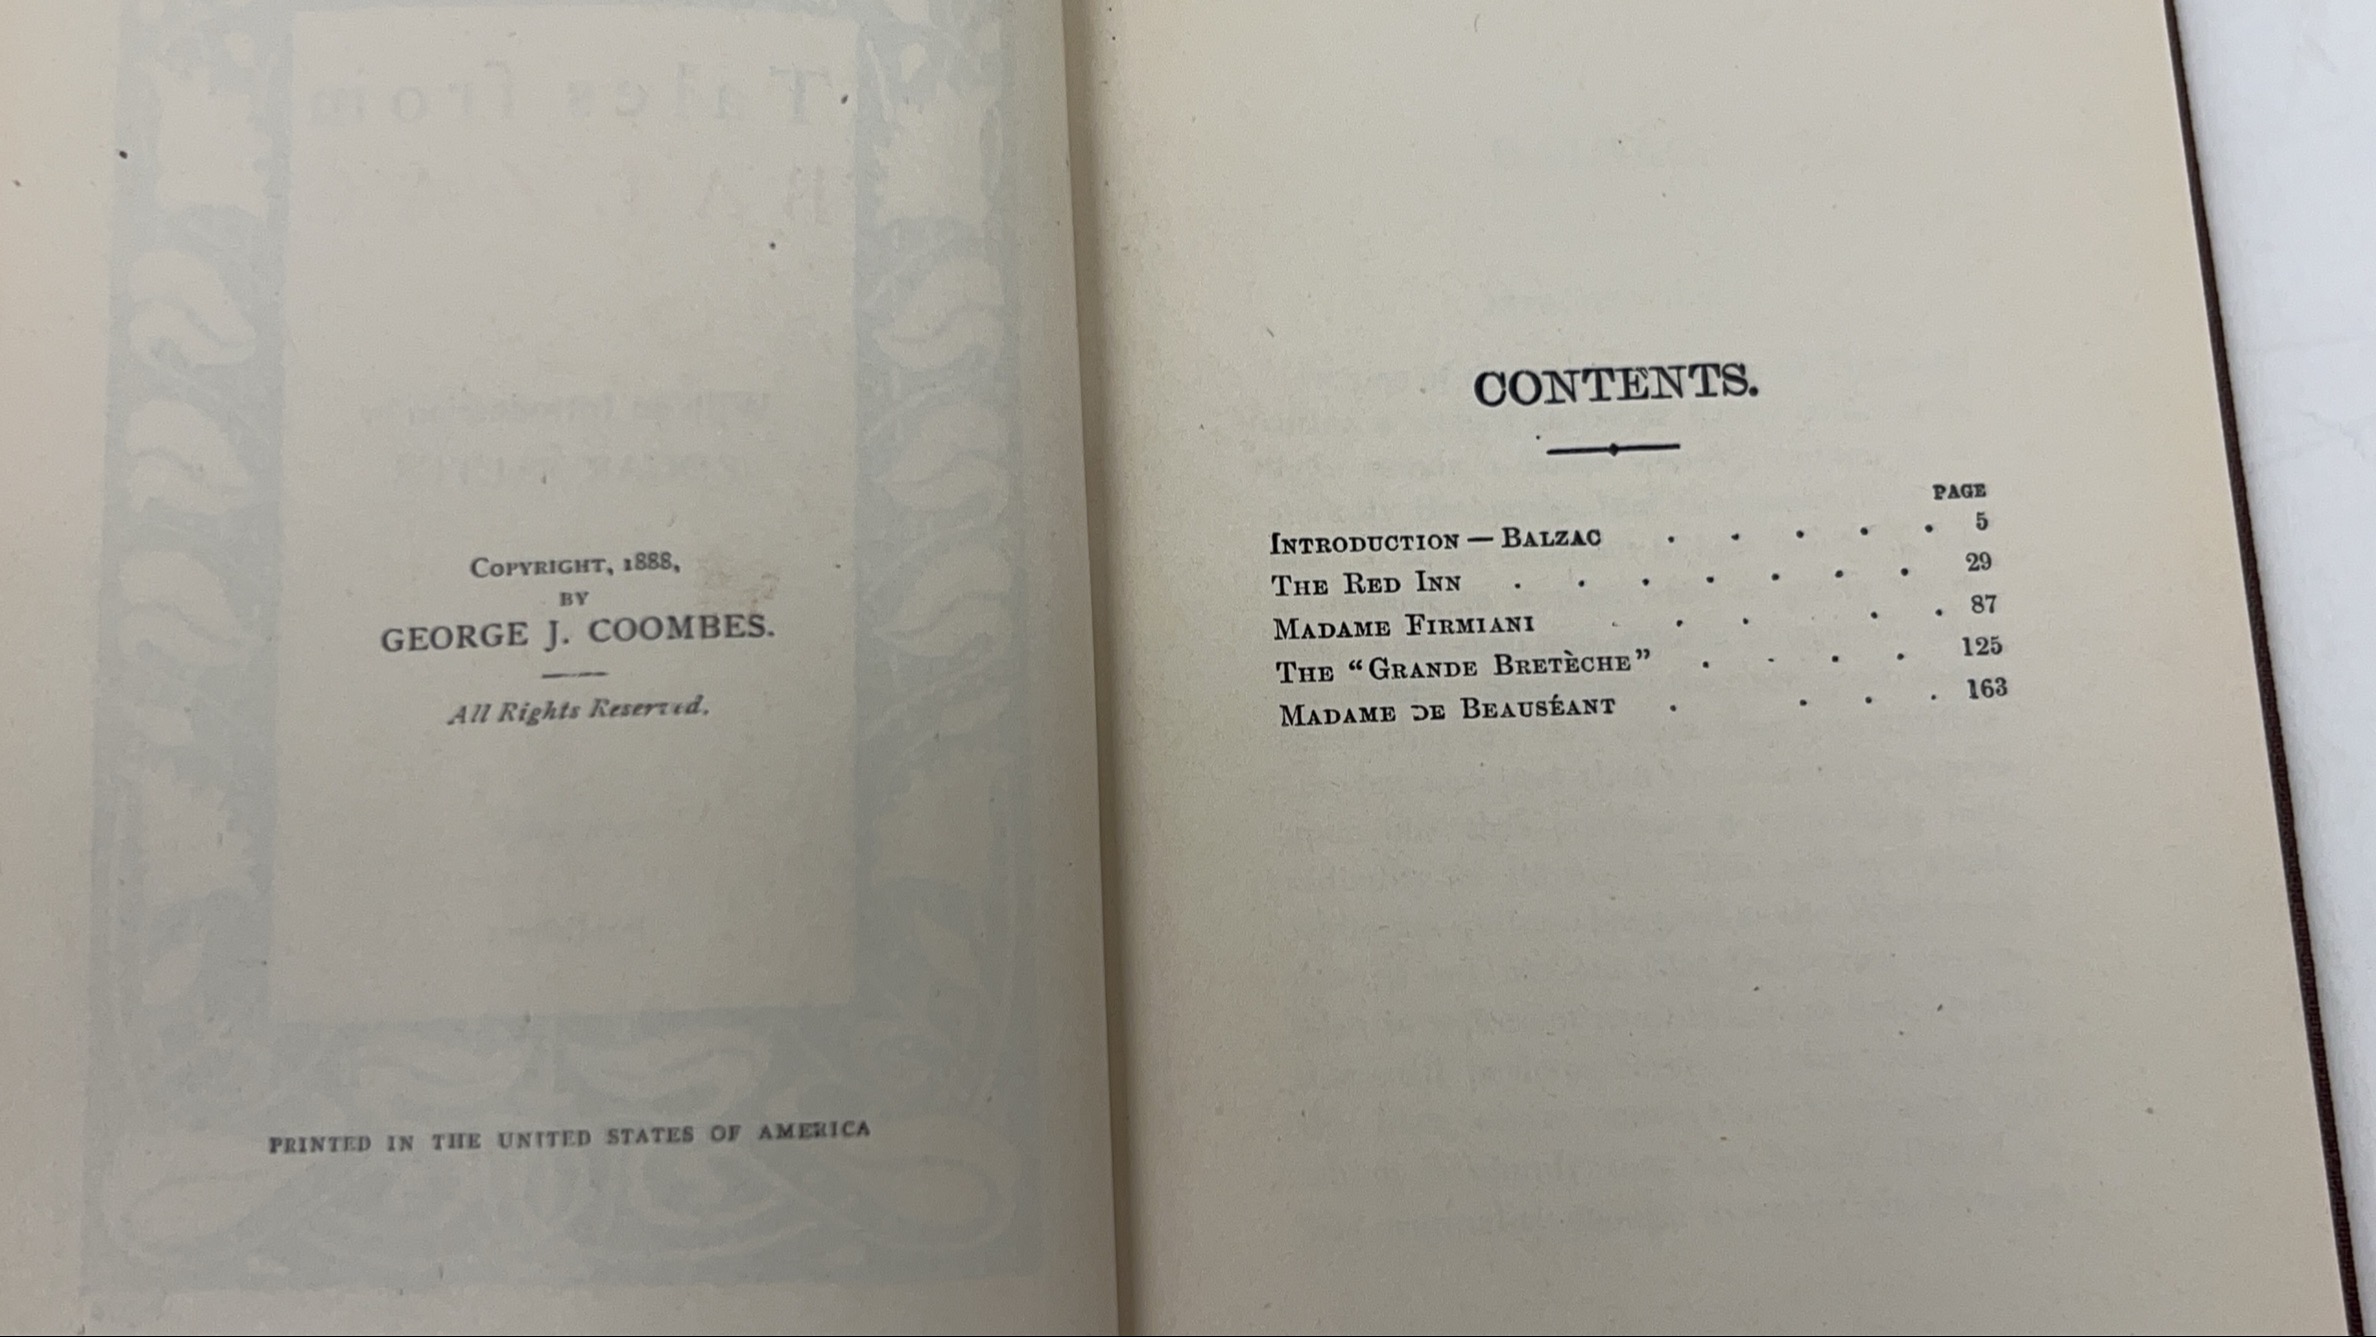 COPYRIGHT, 1888,
BY
GEORGE J. COOMBES.
All Rights Reserved.
PRINTED IN THE UNITED STATES OF AMERICA
CONTENTS.
PAGE
INTRODUCTION — BALZAC . . . . . 5
THE RED INN . . . . . . . 29
MADAME FIRMIANI . . . . . 87
THE “GRANDE BRETÈCHE” . . . . 125
MADAME DE BEAUSÉANT . . . . 163